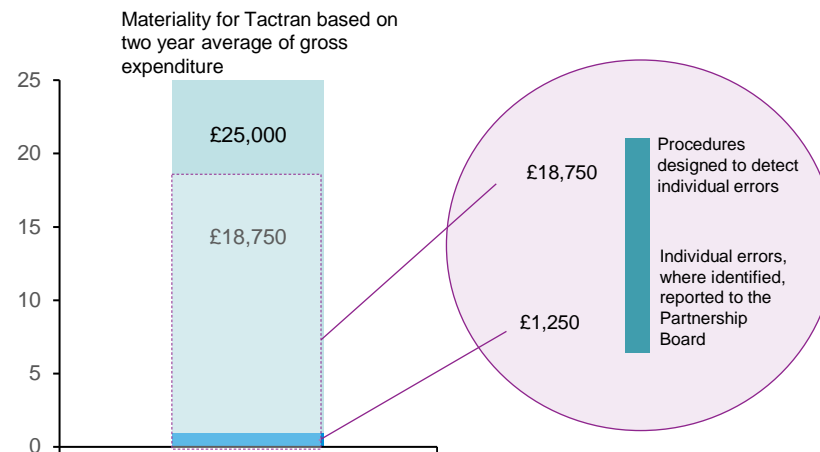 Materiality for Tactran based on
two year average of gross
expenditure
25
20
15
10
5
0
£25,000
£18,750
£18,750
£1,250
Procedures
designed to detect
individual errors
Individual errors,
where identified,
reported to the
Partnership
Board